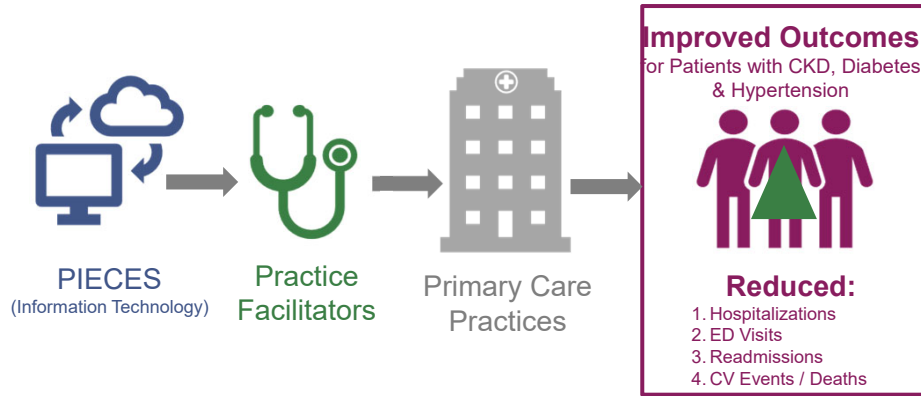 PIECES
(Information Technology)
Practice
Facilitators
Primary Care
Practices
Improved Outcomes
for Patients with CKD, Diabetes
& Hypertension
Reduced:
1. Hospitalizations
2. ED Visits
3. Readmissions
4. CV Events / Deaths